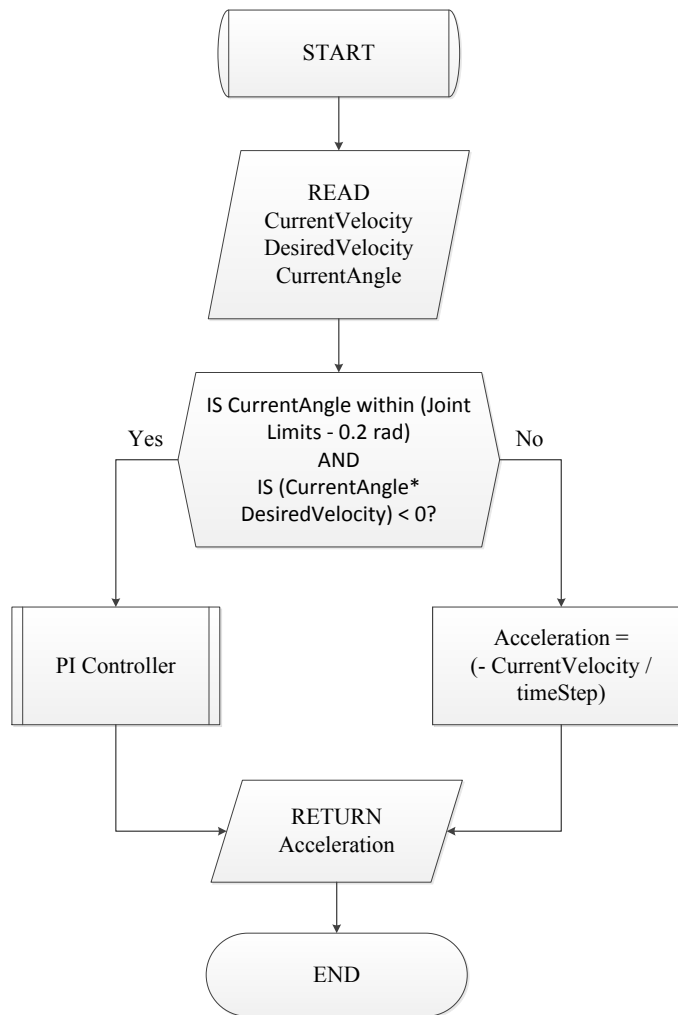 START
READ
CurrentVelocity
DesiredVelocity
CurrentAngle
IS CurrentAngle within (Joint
Limits - 0.2 rad)
AND
IS (CurrentAngle*
DesiredVelocity) < 0?
Yes
No
PI Controller
Acceleration =
(- CurrentVelocity /
timeStep)
RETURN
Acceleration
END